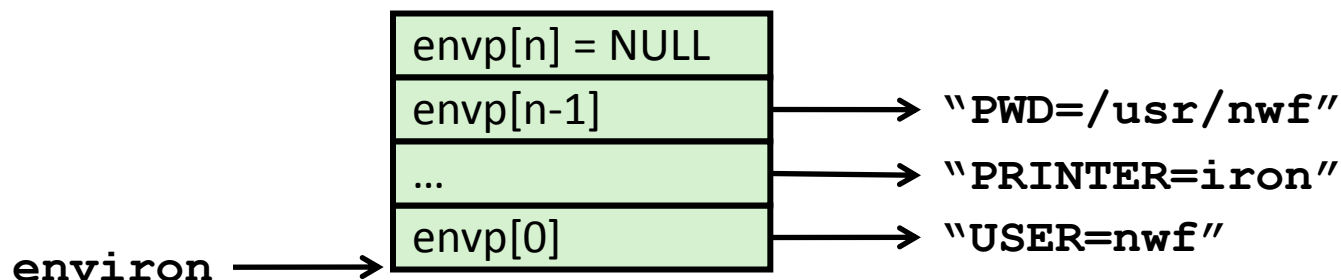 envp[n] = NULL
envp[n-1] “PWD=/usr/nwf”
… “PRINTER=iron”
envp[0] “USER=nwf”
environ